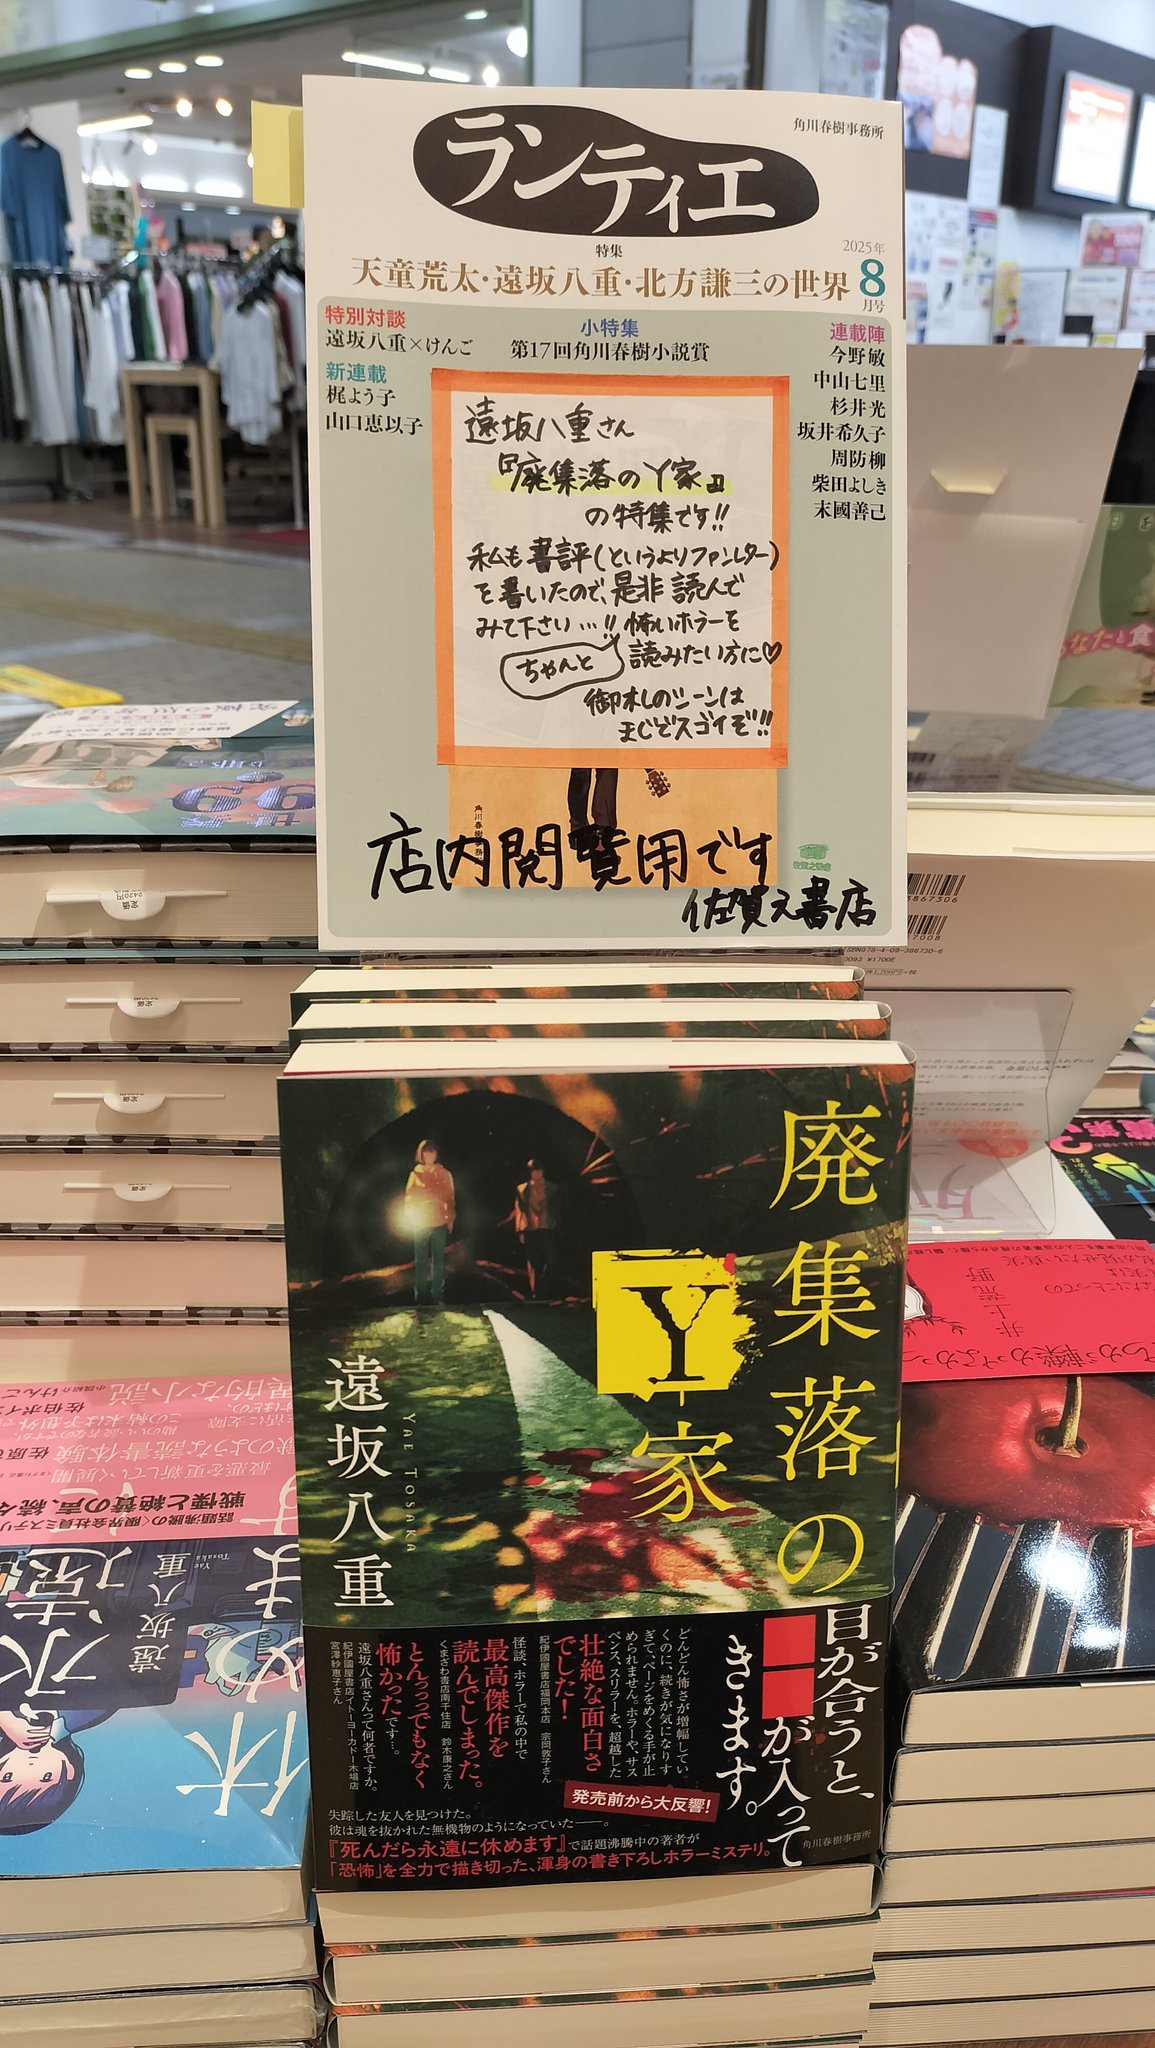 角川春樹事務所
ランティエ
特集
2025年
8
月号
天童荒太・遠坂八重・北方謙三の世界
特別対談
遠坂八重×けんご
新連載
梶よう子
山口恵以子
小特集
第17回角川春樹小説賞
連載陣
今野敏
中山七里
杉井光
坂井希久子
周防柳
柴田よしき
末國善己
遠坂八重さん
『廃集落のY家』
の特集です!!
私も書評(というよりファンレター)
を書いたので、是非読んで
みて下さい…!!怖いホラーを
ちゃんと
読みたい方に♡
御札のシーンは
まじでスゴイぞ!!
店内閲覧用です
佐賀之書店
ISBN978-4-09-386730-6
廃集落の
Y家
遠坂八重
YAE TOSAKA
目が合うと、
■■が入って
きます。
どんどん怖さが増幅してい
くのに、続きが気になりす
ぎて、ページをめくる手が止
められません。ホラーや、サス
ペンス、スリラーを、超越した
壮絶な面白さ
でした!
紀伊國屋書店福岡本店 宗岡敦子さん
怪談、ホラーで私の中で
最高傑作を
読んでしまった。
くまざわ書店南千住店 鈴木康之さん
とんっっでもなく
怖かったです…。
遠坂八重さんって何者ですか。
紀伊國屋書店イトーヨーカドー木場店
宮澤紗恵子さん
発売前から大反響!
失踪した友人を見つけた。
彼は魂を抜かれた無機物のようになっていた――。
『死んだら永遠に休めます』で話題沸騰中の著者が
「恐怖」を全力で描き切った、渾身の書き下ろしホラーミステリ。
角川春樹事務所
遠坂八重
Yae Tosaka
井上荒野